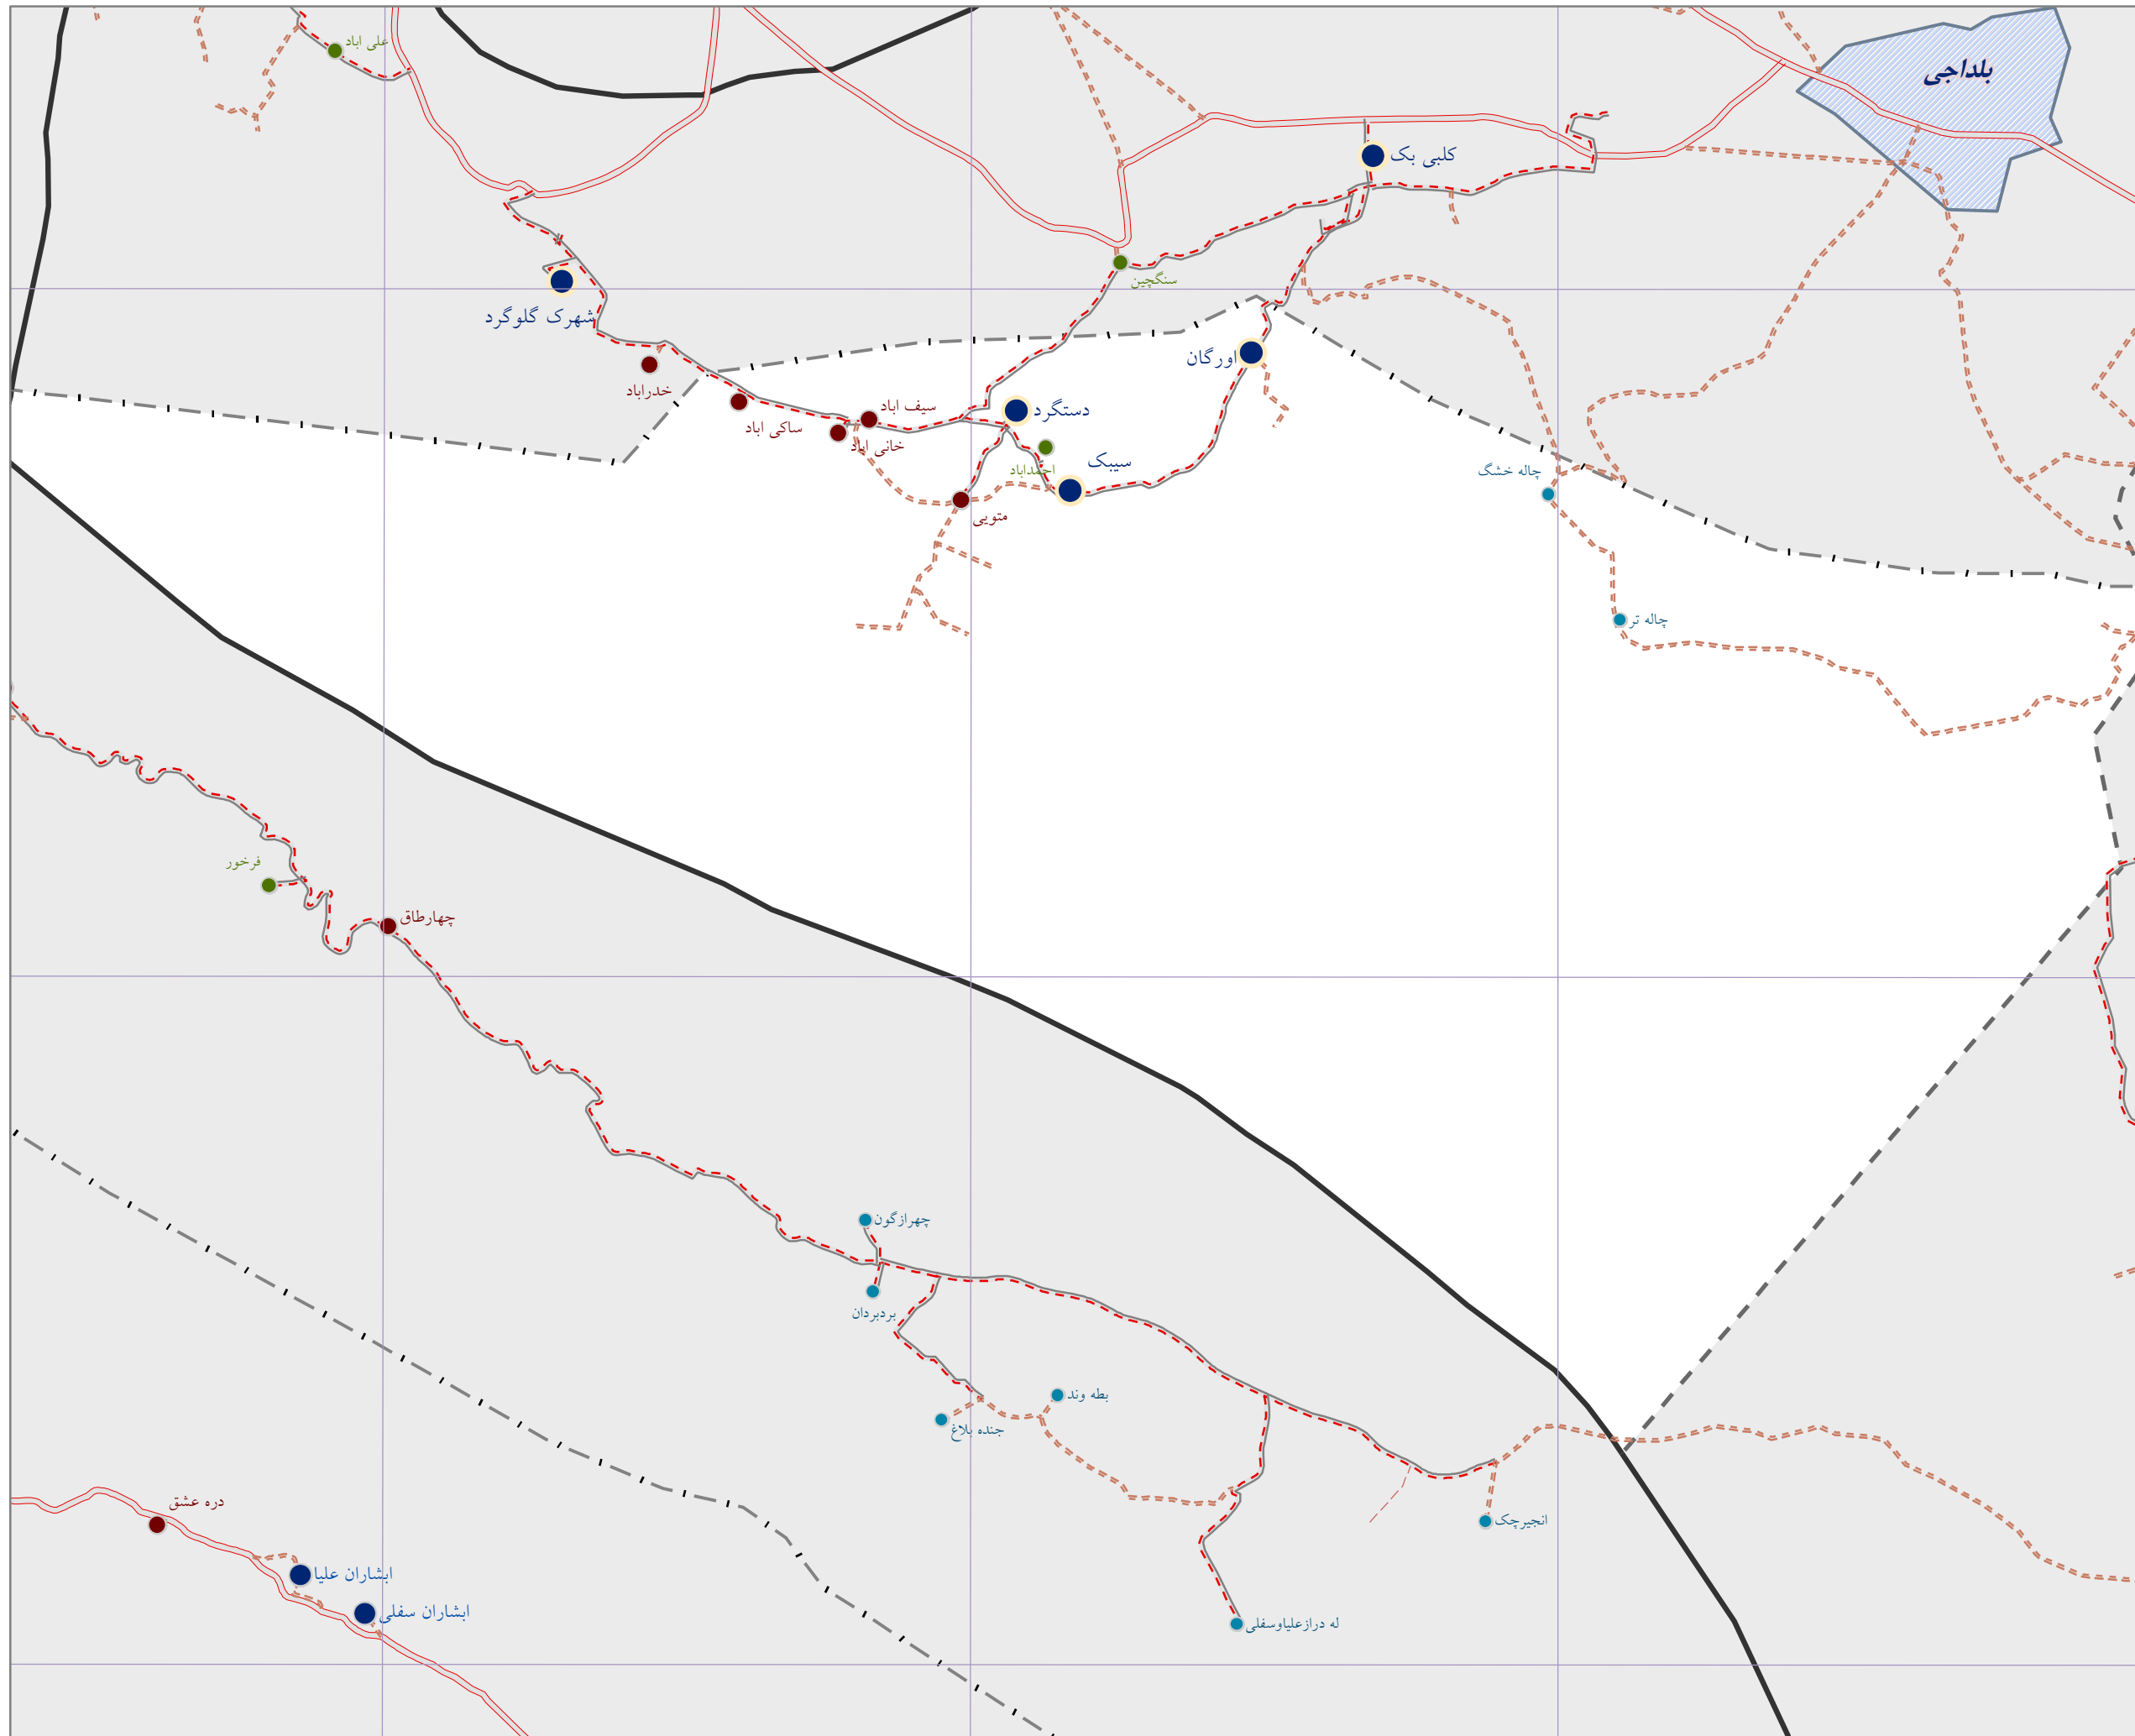 علی اباد
بلداجی
کلبی بک
سنگچین
شهرک گلوگرد
اورگان
خدراباد
سیف اباد
دستگرد
ساکی اباد
خانی اباد
سیبک
احمداباد
چاله خشگ
متویی
چاله تر
فرخور
چهارطاق
چهرازگون
بردبردان
بطه وند
جنده بلاغ
دره عشق
انجیرچک
ابشاران علیا
ابشاران سفلی
له درازعلیاوسفلی